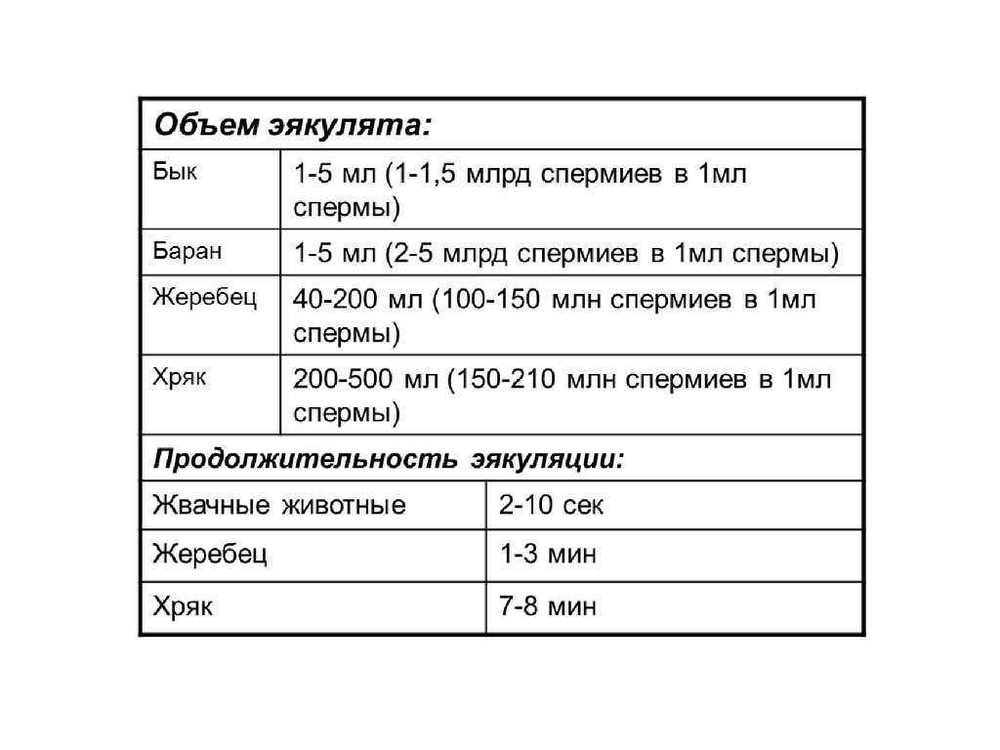 Объем эякулята:
Бык
1-5 мл (1-1,5 млрд спермиев в 1мл
спермы)
Баран
1-5 мл (2-5 млрд спермиев в 1мл спермы)
Жеребец
40-200 мл (100-150 млн спермиев в 1мл
спермы)
Хряк
200-500 мл (150-210 млн спермиев в 1мл
спермы)
Продолжительность эякуляции:
Жвачные животные
2-10 сек
Жеребец
1-3 мин
Хряк
7-8 мин